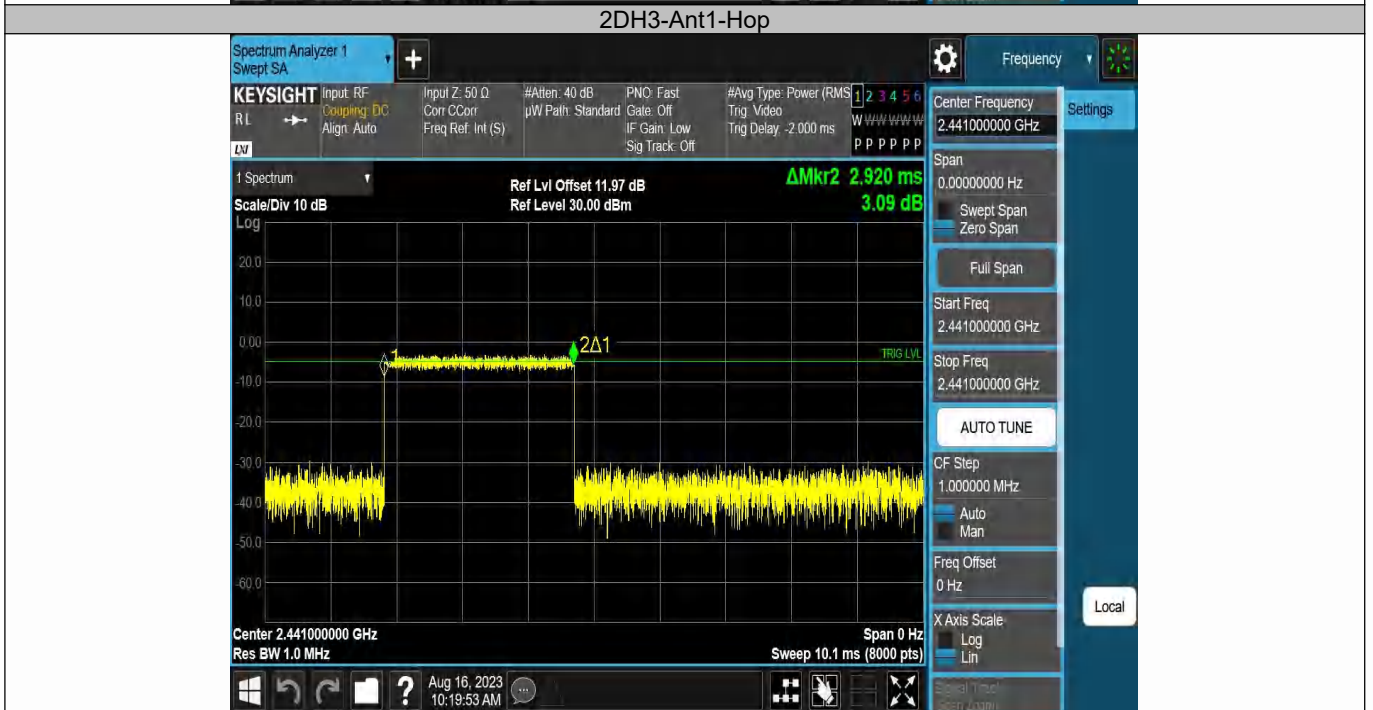 2DH3-Ant1-Hop
Spectrum Analyzer 1
Swept SA
+
Frequency
KEYSIGHT
RL
LXI
Input: RF
Coupling: DC
Align: Auto
Input Z: 50 Ω
Corr CCorr
Freq Ref: Int (S)
#Atten: 40 dB
µW Path: Standard
PNO: Fast
Gate: Off
IF Gain: Low
Sig Track: Off
#Avg Type: Power (RMS
Trig: Video
Trig Delay: -2.000 ms
1 2 3 4 5 6
W W W W W W
P P P P P P
Center Frequency
2.441000000 GHz
Settings
Span
0.00000000 Hz
Swept Span
Zero Span
Full Span
Start Freq
2.441000000 GHz
Stop Freq
2.441000000 GHz
AUTO TUNE
CF Step
1.000000 MHz
Auto
Man
Freq Offset
0 Hz
X Axis Scale
Log
Lin
Local
1 Spectrum
Scale/Div 10 dB
Ref Lvl Offset 11.97 dB
Ref Level 30.00 dBm
ΔMkr2 2.920 ms
3.09 dB
Log
20.0
10.0
0.00
-10.0
-20.0
-30.0
-40.0
-50.0
-60.0
1
2Δ1
TRIG LVL
Center 2.441000000 GHz
Span 0 Hz
Res BW 1.0 MHz
Sweep 10.1 ms (8000 pts)
?
Aug 16, 2023
10:19:53 AM